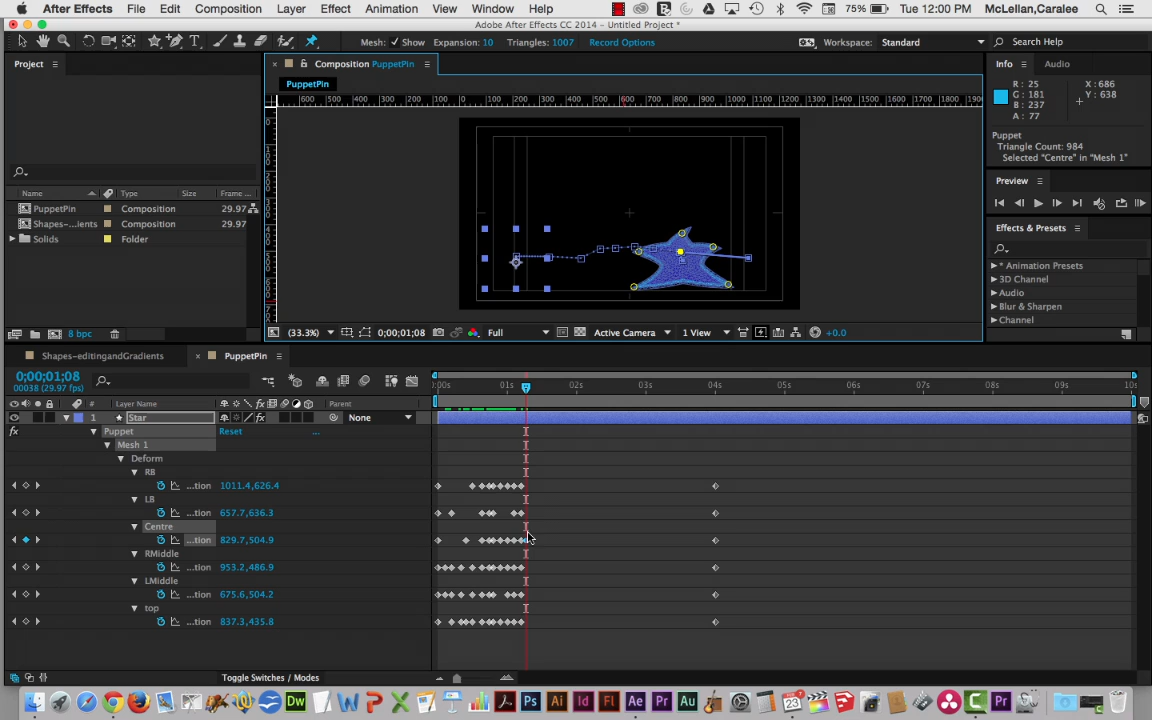 After Effects File Edit Composition Layer Effect Animation View Window Help 75% Tue 12:00 PM McLellan,Caralee
Adobe After Effects CC 2014 - Untitled Project *
Mesh: Show Expansion: 10 Triangles: 1007 Record Options Workspace: Standard Search Help
Project
Composition PuppetPin
PuppetPin
Info Audio
R: 25
G: 181
B: 237
A: 77
X: 686
Y: 638
Puppet
Triangle Count: 984
Selected "Centre" in "Mesh 1"
Preview
Effects & Presets
* Animation Presets
3D Channel
Audio
Blur & Sharpen
Channel
Name Type Size Frame ...
PuppetPin Composition 29.97
Shapes-...ients Composition 29.97
Solids Folder
8 bpc
(33.3%) 0;00;01;08 Full Active Camera 1 View +0.0
Shapes-editingandGradients PuppetPin
0;00;01;08
00038 (29.97 fps)
:00s 01s 02s 03s 04s 05s 06s 07s 08s 09s 10s
# Layer Name Parent
1 Star None
Puppet Reset ...
Mesh 1
Deform
RB
...tion 1011.4,626.4
LB
...tion 657.7,636.3
Centre
...tion 829.7,504.9
RMiddle
...tion 953.2,486.9
LMiddle
...tion 675.6,504.2
top
...tion 837.3,435.8
Toggle Switches / Modes